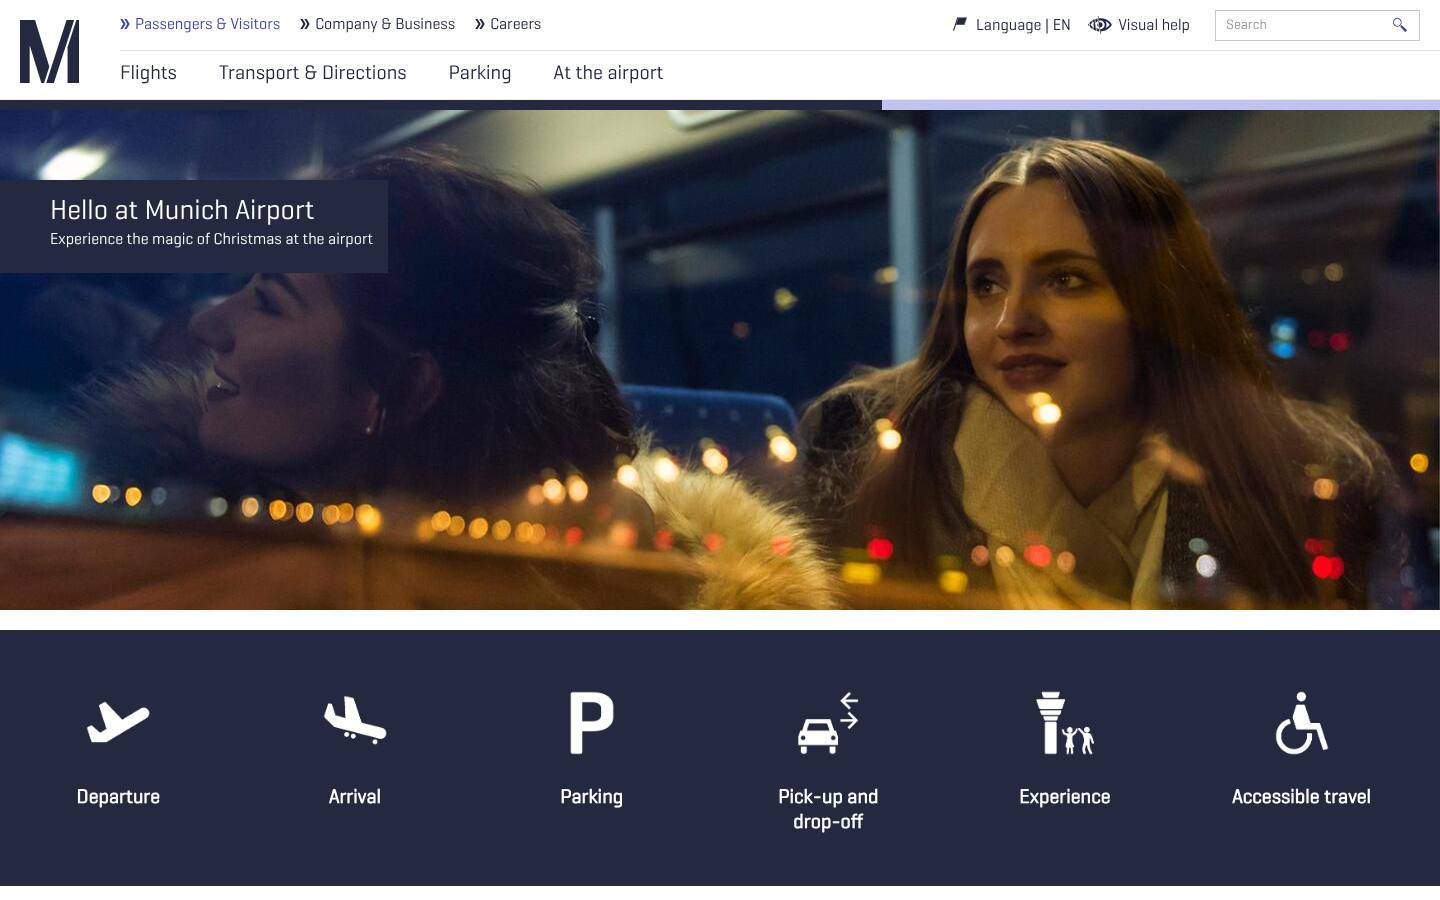 M
» Passengers & Visitors » Company & Business » Careers
Language | EN Visual help Search
Flights Transport & Directions Parking At the airport
Hello at Munich Airport
Experience the magic of Christmas at the airport
P
Departure
Arrival
Parking
Pick-up and
drop-off
Experience
Accessible travel